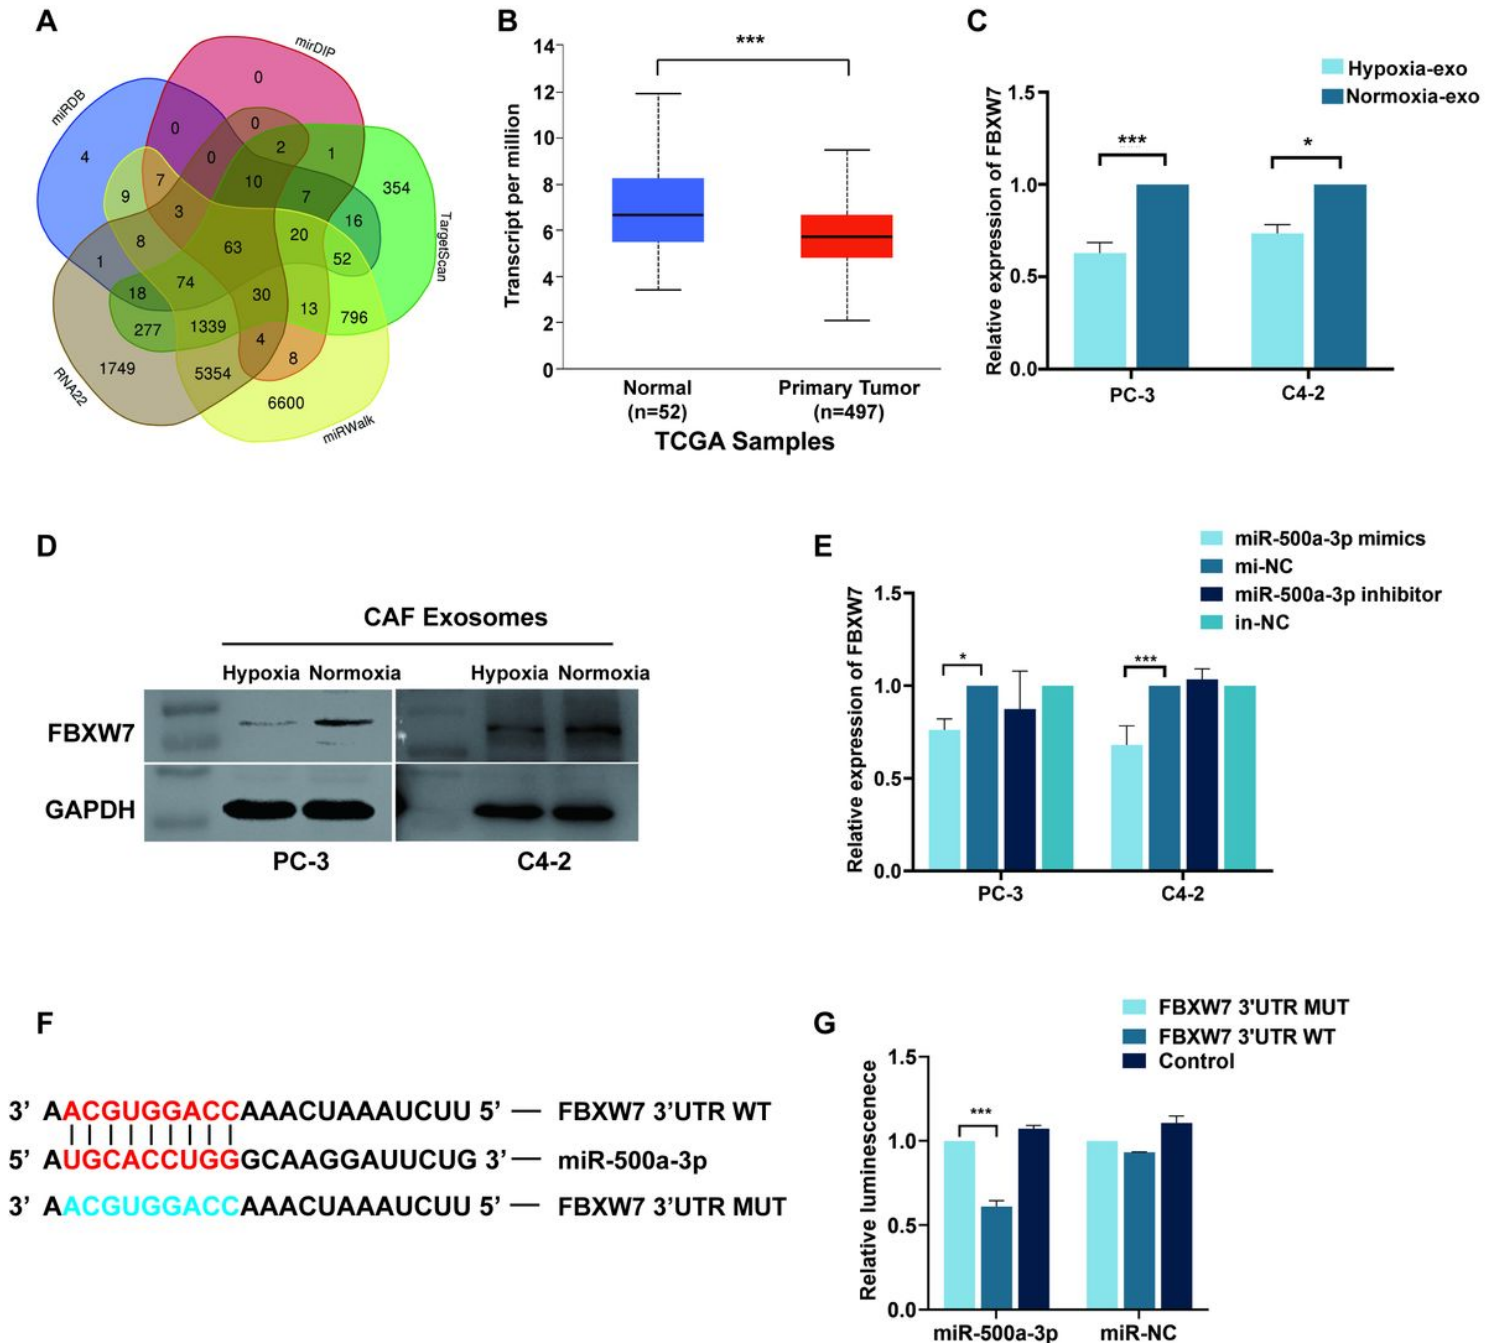 A
mirDIP
miRDB
TargetScan
RNA22
miRWalk
0
0
0
4
0
2
1
354
9
7
10
7
16
3
20
8
63
52
1
74
18
30
13
796
277
1339
4
8
1749
5354
6600
B
***
Transcript per million
14
12
10
8
6
4
2
0
Normal
(n=52)
Primary Tumor
(n=497)
TCGA Samples
C
Hypoxia-exo
Normoxia-exo
Relative expression of FBXW7
1.5
1.0
0.5
0.0
***
*
PC-3
C4-2
D
CAF Exosomes
Hypoxia Normoxia
Hypoxia Normoxia
FBXW7
GAPDH
PC-3
C4-2
E
miR-500a-3p mimics
mi-NC
miR-500a-3p inhibitor
in-NC
Relative expression of FBXW7
1.5
1.0
0.5
0.0
*
***
PC-3
C4-2
F
3’ AACGUGGACCAAACUAAAUCUU 5’ — FBXW7 3’UTR WT
5’ AUGCACCUGGGCAAGGAUUCUG 3’ — miR-500a-3p
3’ AACGUGGACCAAACUAAAUCUU 5’ — FBXW7 3’UTR MUT
G
FBXW7 3'UTR MUT
FBXW7 3'UTR WT
Control
Relative luminescenece
1.5
1.0
0.5
0.0
***
miR-500a-3p
miR-NC